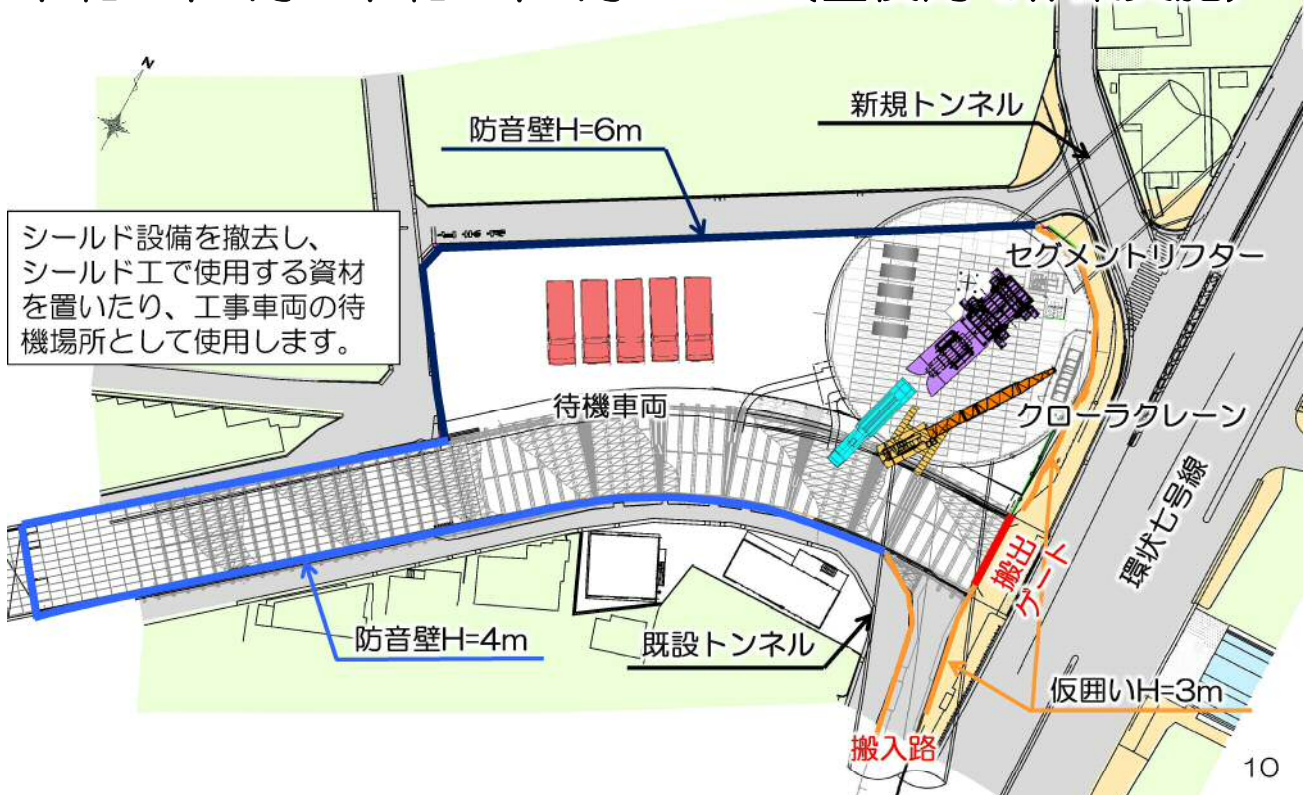 N
新規トンネル
防音壁H=6m
シールド設備を撤去し、
シールド工で使用する資材
を置いたり、工事車両の待
機場所として使用します。
セグメントリフター
待機車両
クローラクレーン
環状七号線
搬出
ゲート
防音壁H=4m
既設トンネル
仮囲いH=3m
搬入路
10